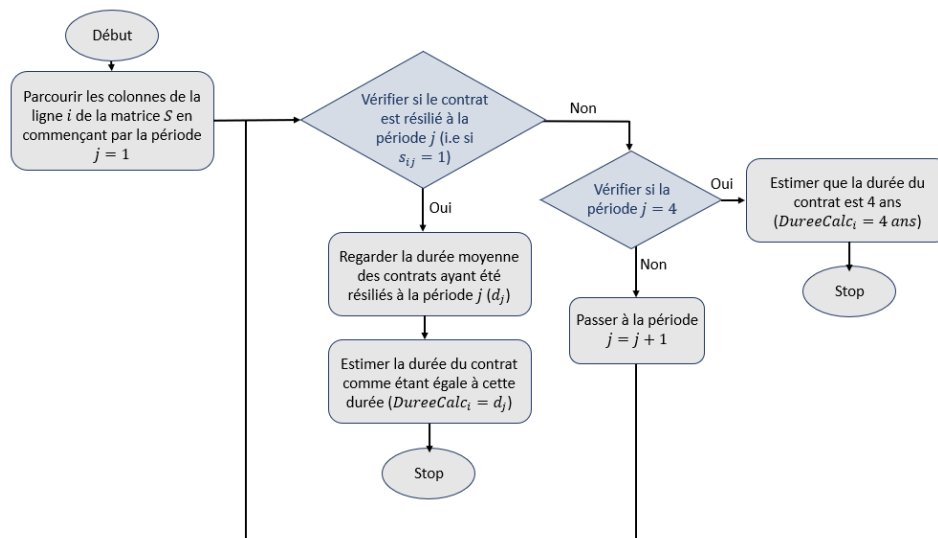 Début
Parcourir les colonnes de la
ligne i de la matrice S en
commençant par la période
j = 1
Vérifier si le contrat
est résilié à la
période j (i.e si
s_{ij} = 1)
Non
Oui
Vérifier si la
période j = 4
Oui
Estimer que la durée du
contrat est 4 ans
(DureeCalc_i = 4 ans)
Stop
Non
Passer à la période
j = j + 1
Regarder la durée moyenne
des contrats ayant été
résiliés à la période j (d_j)
Estimer la durée du contrat
comme étant égale à cette
durée (DureeCalc_i = d_j)
Stop